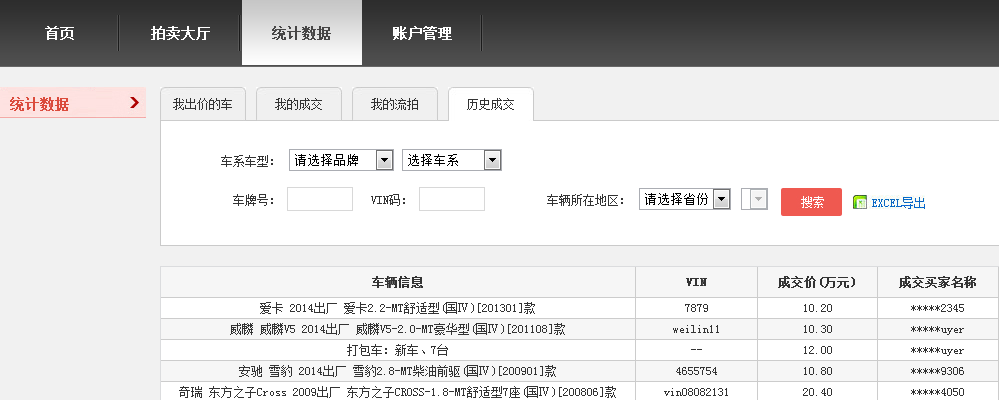 首页 拍卖大厅 统计数据 账户管理
统计数据 我出价的车 我的成交 我的流拍 历史成交
车系车型： 请选择品牌 选择车系
车牌号： VIN码： 车辆所在地区： 请选择省份 搜索 EXCEL导出
车辆信息 VIN 成交价(万元) 成交买家名称
爱卡 2014出厂 爱卡2.2-MT舒适型(国Ⅳ)[201301]款 7879 10.20 *****2345
威麟 威麟V5 2014出厂 威麟V5-2.0-MT豪华型(国Ⅳ)[201108]款 weilin11 10.30 *****uyer
打包车：新车、7台 -- 12.00 *****uyer
安驰 雪豹 2014出厂 雪豹2.8-MT柴油前驱(国Ⅳ)[200901]款 4655754 10.80 *****9306
奇瑞 东方之子Cross 2009出厂 东方之子CROSS-1.8-MT舒适型7座(国Ⅳ)[200806]款 vin08082131 20.40 *****4050